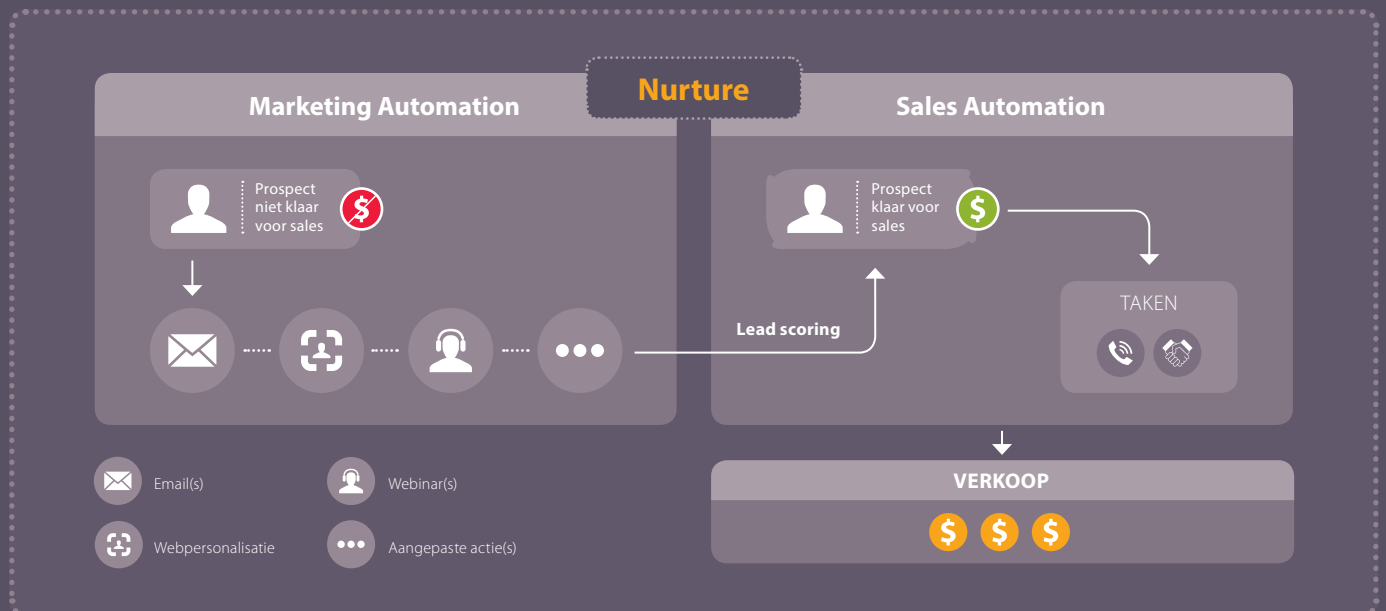 Nurture
Marketing Automation
Prospect
niet klaar
voor sales
Sales Automation
Prospect
klaar voor
sales
Lead scoring
TAKEN
VERKOOP
Email(s)
Webinar(s)
Webpersonalisatie
Aangepaste actie(s)